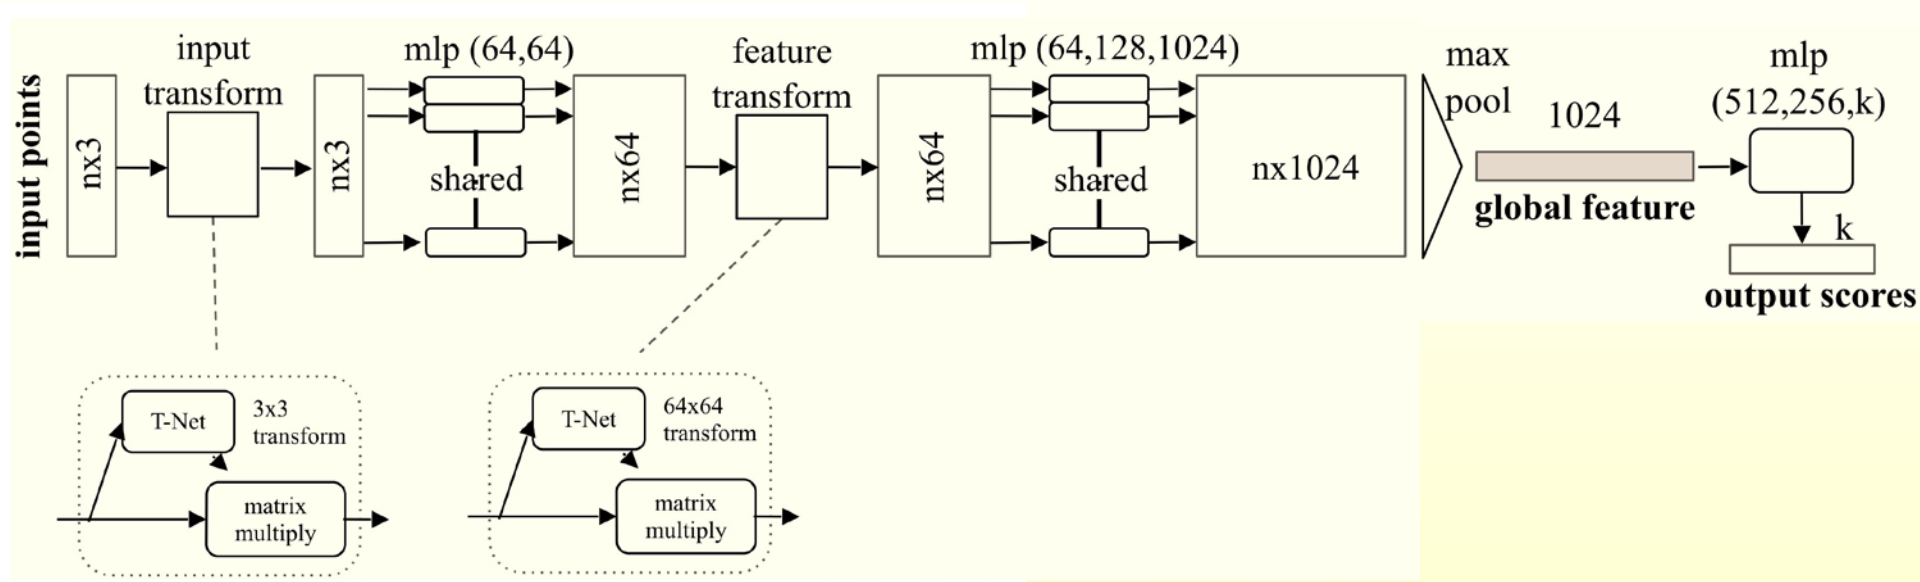 input points
nx3
input
transform
nx3
mlp (64,64)
shared
nx64
feature
transform
nx64
mlp (64,128,1024)
shared
nx1024
max
pool
1024
global feature
mlp
(512,256,k)
k
output scores
T-Net
3x3
transform
matrix
multiply
T-Net
64x64
transform
matrix
multiply